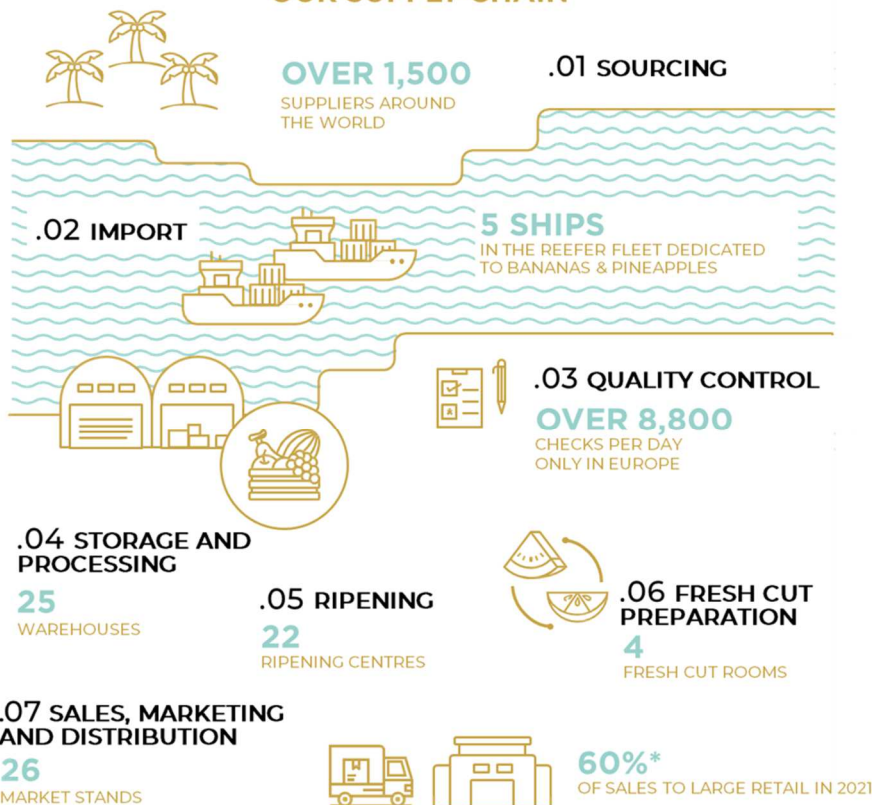 OUR SUPPLY CHAIN
OVER 1,500
SUPPLIERS AROUND
THE WORLD
.01 SOURCING
.02 IMPORT
5 SHIPS
IN THE REEFER FLEET DEDICATED
TO BANANAS & PINEAPPLES
.03 QUALITY CONTROL
OVER 8,800
CHECKS PER DAY
ONLY IN EUROPE
.04 STORAGE AND
PROCESSING
25
WAREHOUSES
.05 RIPENING
22
RIPENING CENTRES
.06 FRESH CUT
PREPARATION
4
FRESH CUT ROOMS
.07 SALES, MARKETING
AND DISTRIBUTION
26
MARKET STANDS
60%*
OF SALES TO LARGE RETAIL IN 2021